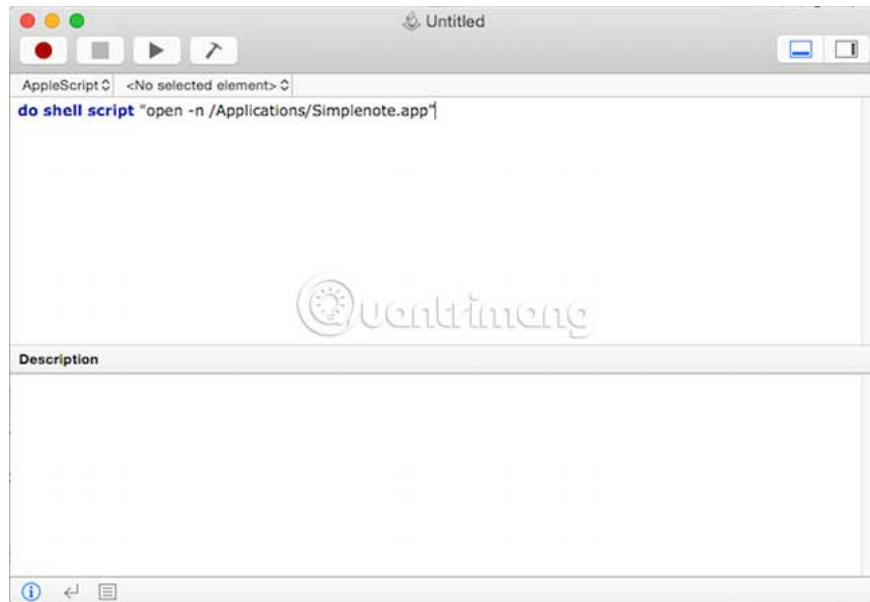 Untitled
AppleScript <No selected element>
do shell script "open -n /Applications/Simplenote.app"
Quantrimang
Description